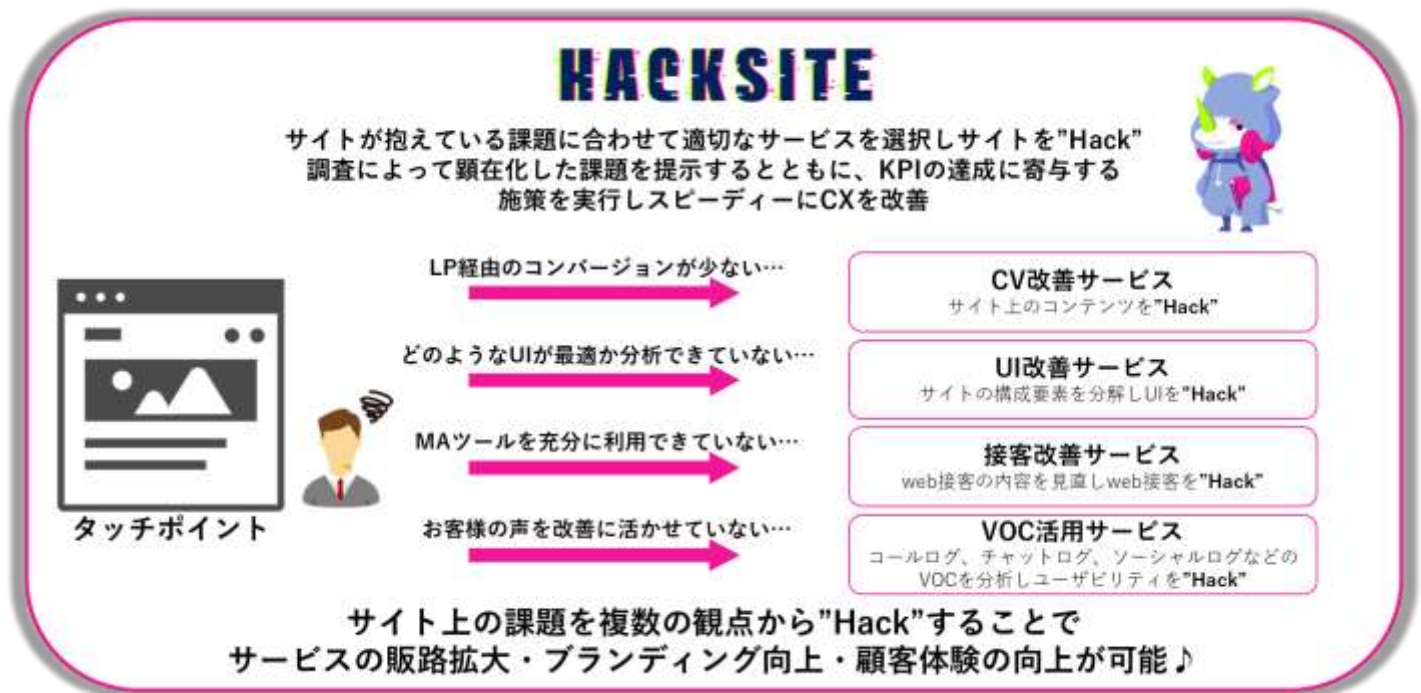 HACKSITE
サイトが抱えている課題に合わせて適切なサービスを選択しサイトを"Hack"
調査によって顕在化した課題を提示するとともに、KPIの達成に寄与する
施策を実行しスピーディーにCXを改善
LP経由のコンバージョンが少ない…
CV改善サービス
サイト上のコンテンツを"Hack"
どのようなUIが最適か分析できていない…
UI改善サービス
サイトの構成要素を分解しUIを"Hack"
MAツールを充分に利用できていない…
接客改善サービス
web接客の内容を見直しweb接客を"Hack"
タッチポイント
お客様の声を改善に活かせていない…
VOC活用サービス
コールログ、チャットログ、ソーシャルログなどの
VOCを分析しユーザビリティを"Hack"
サイト上の課題を複数の観点から"Hack"することで
サービスの販路拡大・ブランディング向上・顧客体験の向上が可能♪